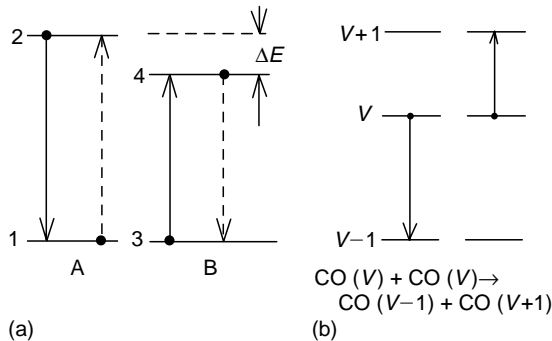 2
4
ΔE
1
3
A
B
(a)
V+1
V
V−1
CO (V) + CO (V)→
CO (V−1) + CO (V+1)
(b)